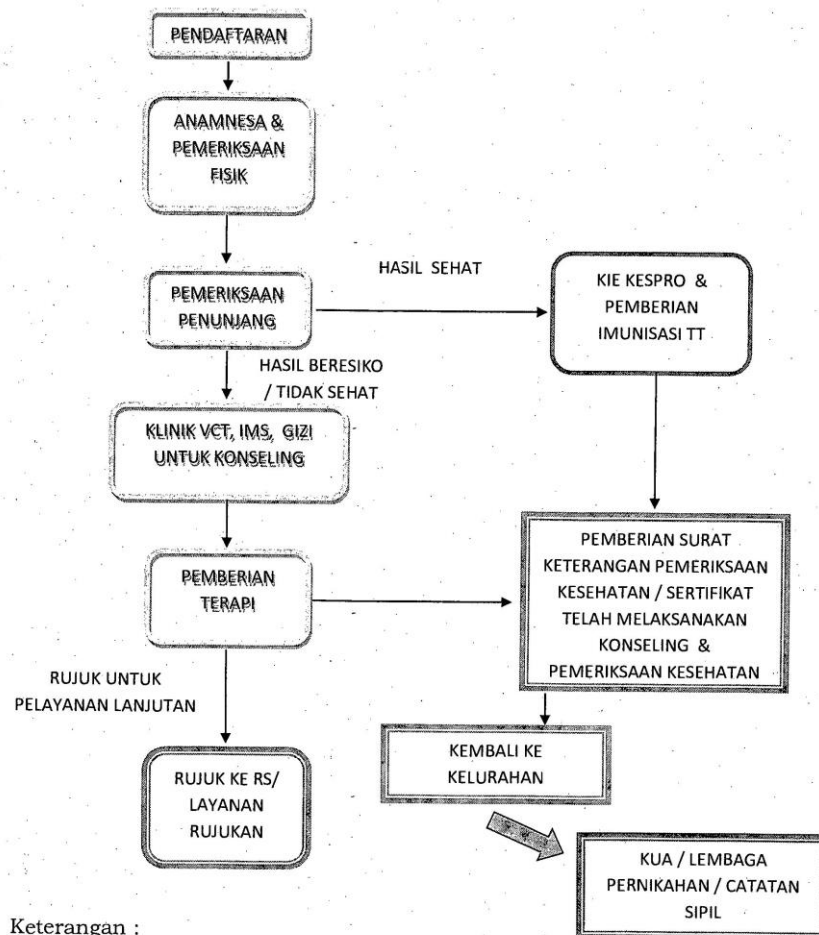 PENDAFTARAN
ANAMNESA &
PEMERIKSAAN
FISIK
HASIL SEHAT
PEMERIKSAAN
PENUNJANG
KIE KESPRO &
PEMBERIAN
IMUNISASI TT
HASIL BERESIKO
/ TIDAK SEHAT
KLINIK VCT, IMS, GIZI
UNTUK KONSELING
PEMBERIAN
TERAPI
PEMBERIAN SURAT
KETERANGAN PEMERIKSAAN
KESEHATAN / SERTIFIKAT
TELAH MELAKSANAKAN
KONSELING &
PEMERIKSAAN KESEHATAN
RUJUK UNTUK
PELAYANAN LANJUTAN
KEMBALI KE
KELURAHAN
RUJUK KE RS/
LAYANAN
RUJUKAN
KUA / LEMBAGA
PERNIKAHAN / CATATAN
SIPIL
Keterangan :